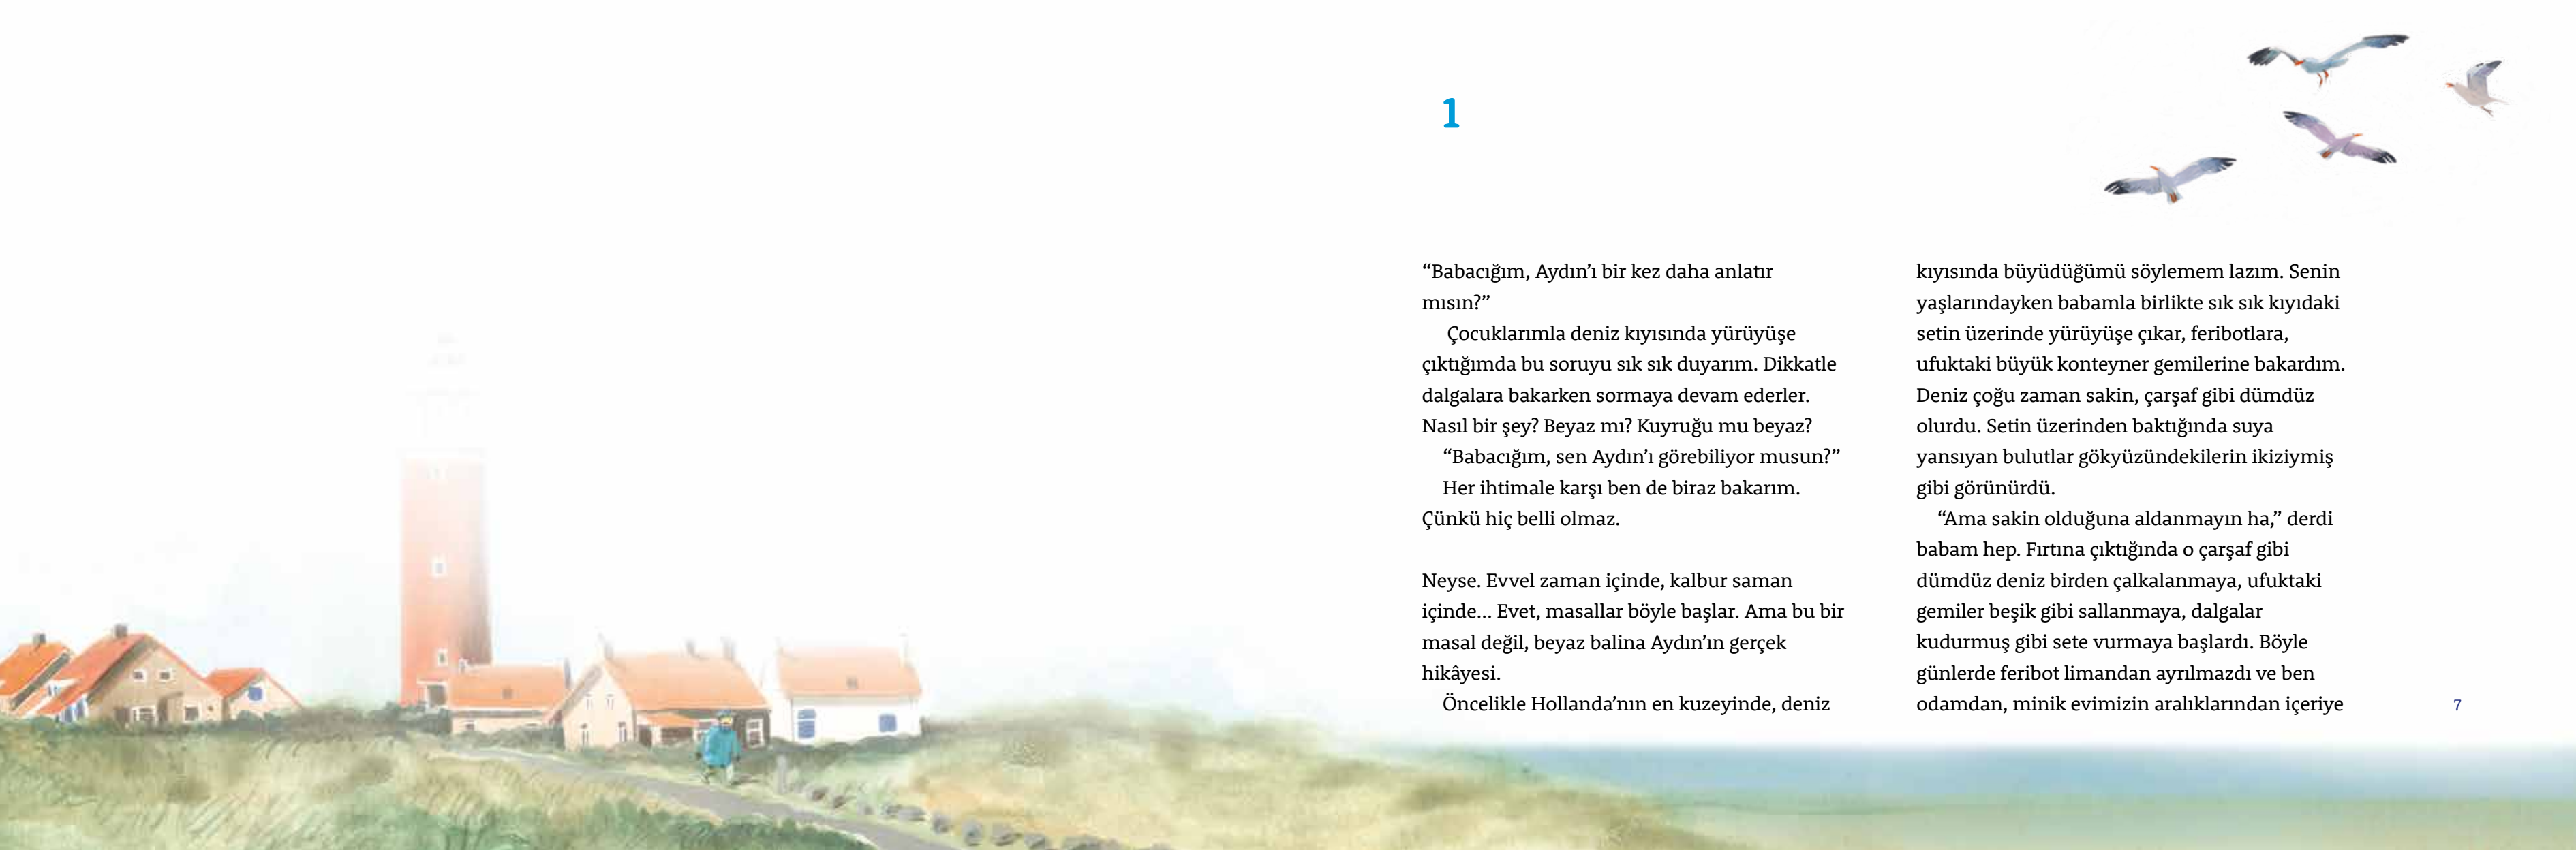 1
“Babacığım, Aydın’ı bir kez daha anlatır
mısın?”
Çocuklarımla deniz kıyısında yürüyüşe
çıktığımda bu soruyu sık sık duyarım. Dikkatle
dalgalara bakarken sormaya devam ederler.
Nasıl bir şey? Beyaz mı? Kuyruğu mu beyaz?
“Babacığım, sen Aydın’ı görebiliyor musun?”
Her ihtimale karşı ben de biraz bakarım.
Çünkü hiç belli olmaz.
Neyse. Evvel zaman içinde, kalbur saman
içinde... Evet, masallar böyle başlar. Ama bu bir
masal değil, beyaz balina Aydın’ın gerçek
hikâyesi.
Öncelikle Hollanda’nın en kuzeyinde, deniz
kıyısında büyüdüğümü söylemem lazım. Senin
yaşlarındayken babamla birlikte sık sık kıyıdaki
setin üzerinde yürüyüşe çıkar, feribotlara,
ufuktaki büyük konteyner gemilerine bakardım.
Deniz çoğu zaman sakin, çarşaf gibi dümdüz
olurdu. Setin üzerinden baktığında suya
yansıyan bulutlar gökyüzündekilerin ikiziymiş
gibi görünürdü.
“Ama sakin olduğuna aldanmayın ha,” derdi
babam hep. Fırtına çıktığında o çarşaf gibi
dümdüz deniz birden çalkalanmaya, ufuktaki
gemiler beşik gibi sallanmaya, dalgalar
kudurmuş gibi sete vurmaya başlardı. Böyle
günlerde feribot limandan ayrılmazdı ve ben
odamdan, minik evimizin aralıklarından içeriye
7